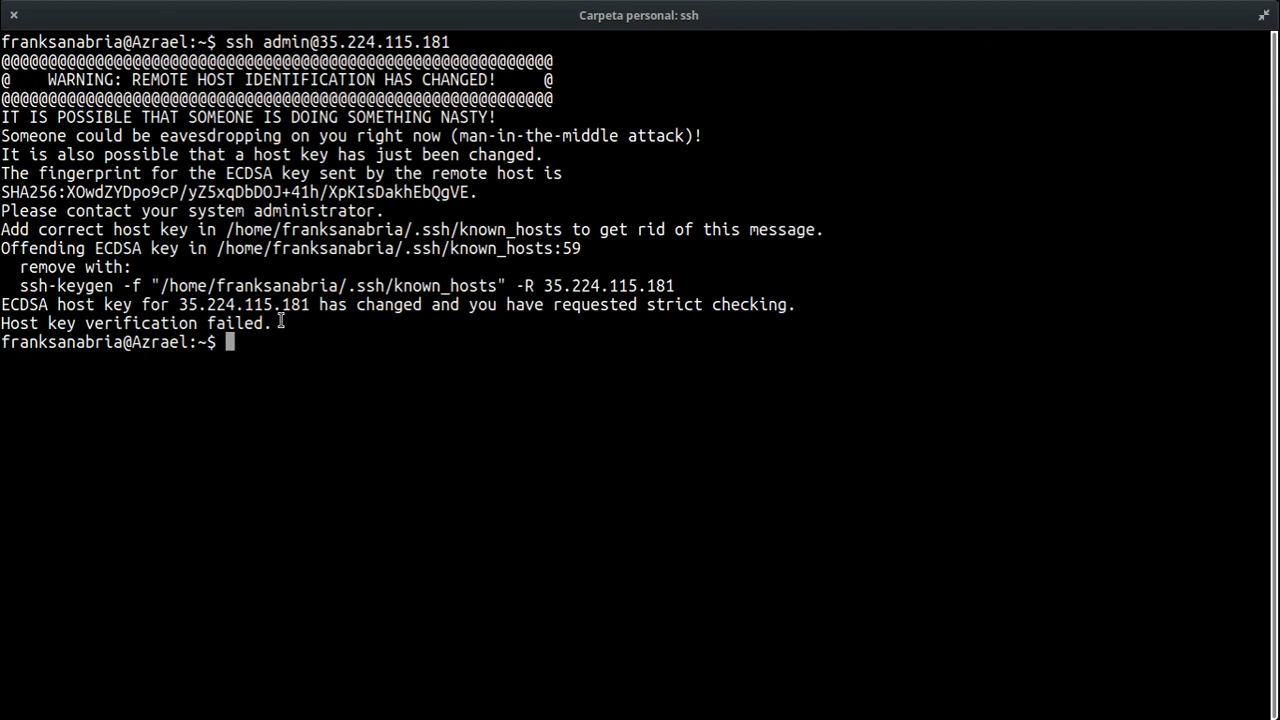 Carpeta personal: ssh
franksanabria@Azrael:~$ ssh admin@35.224.115.181
@@@@@@@@@@@@@@@@@@@@@@@@@@@@@@@@@@@@@@@@@@@@@@@@@@@@@@@@@@@
@    WARNING: REMOTE HOST IDENTIFICATION HAS CHANGED!     @
@@@@@@@@@@@@@@@@@@@@@@@@@@@@@@@@@@@@@@@@@@@@@@@@@@@@@@@@@@@
IT IS POSSIBLE THAT SOMEONE IS DOING SOMETHING NASTY!
Someone could be eavesdropping on you right now (man-in-the-middle attack)!
It is also possible that a host key has just been changed.
The fingerprint for the ECDSA key sent by the remote host is
SHA256:XOwdZYDpo9cP/yZ5xqDbDOJ+41h/XpKIsDakhEbQgVE.
Please contact your system administrator.
Add correct host key in /home/franksanabria/.ssh/known_hosts to get rid of this message.
Offending ECDSA key in /home/franksanabria/.ssh/known_hosts:59
  remove with:
  ssh-keygen -f "/home/franksanabria/.ssh/known_hosts" -R 35.224.115.181
ECDSA host key for 35.224.115.181 has changed and you have requested strict checking.
Host key verification failed.
franksanabria@Azrael:~$